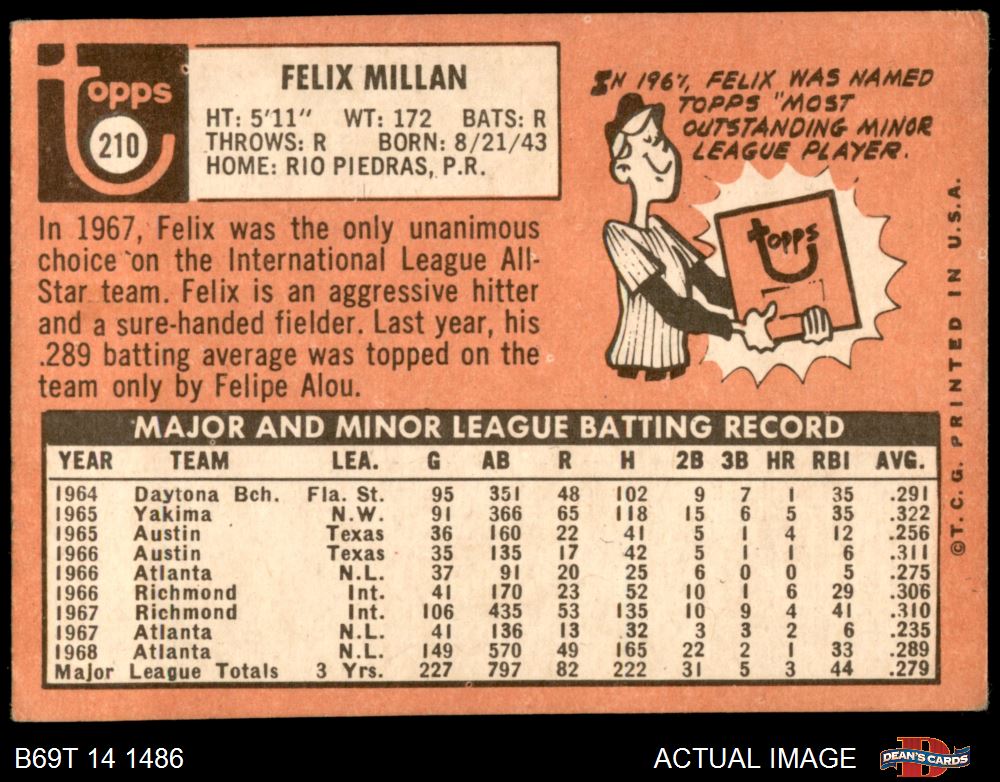 topps
210
FELIX MILLAN
HT: 5'11" WT: 172 BATS: R
THROWS: R BORN: 8/21/43
HOME: RIO PIEDRAS, P.R.
IN 1967, FELIX WAS NAMED
TOPPS "MOST
OUTSTANDING MINOR
LEAGUE PLAYER.
topps
In 1967, Felix was the only unanimous
choice on the International League All-
Star team. Felix is an aggressive hitter
and a sure-handed fielder. Last year, his
.289 batting average was topped on the
team only by Felipe Alou.
MAJOR AND MINOR LEAGUE BATTING RECORD
YEAR TEAM LEA. G AB R H 2B 3B HR RBI AVG.
1964 Daytona Bch. Fla. St. 95 351 48 102 9 7 1 35 .291
1965 Yakima N.W. 91 366 65 118 15 6 5 35 .322
1965 Austin Texas 36 160 22 41 5 1 4 12 .256
1966 Austin Texas 35 135 17 42 5 1 1 6 .311
1966 Atlanta N.L. 37 91 20 25 6 0 0 5 .275
1966 Richmond Int. 41 170 23 52 10 1 6 29 .306
1967 Richmond Int. 106 435 53 135 10 9 4 41 .310
1967 Atlanta N.L. 41 136 13 32 3 3 2 6 .235
1968 Atlanta N.L. 149 570 49 165 22 2 1 33 .289
Major League Totals 3 Yrs. 227 797 82 222 31 5 3 44 .279
©T.C.G. PRINTED IN U.S.A.
B69T 14 1486
ACTUAL IMAGE
DEAN'S CARDS